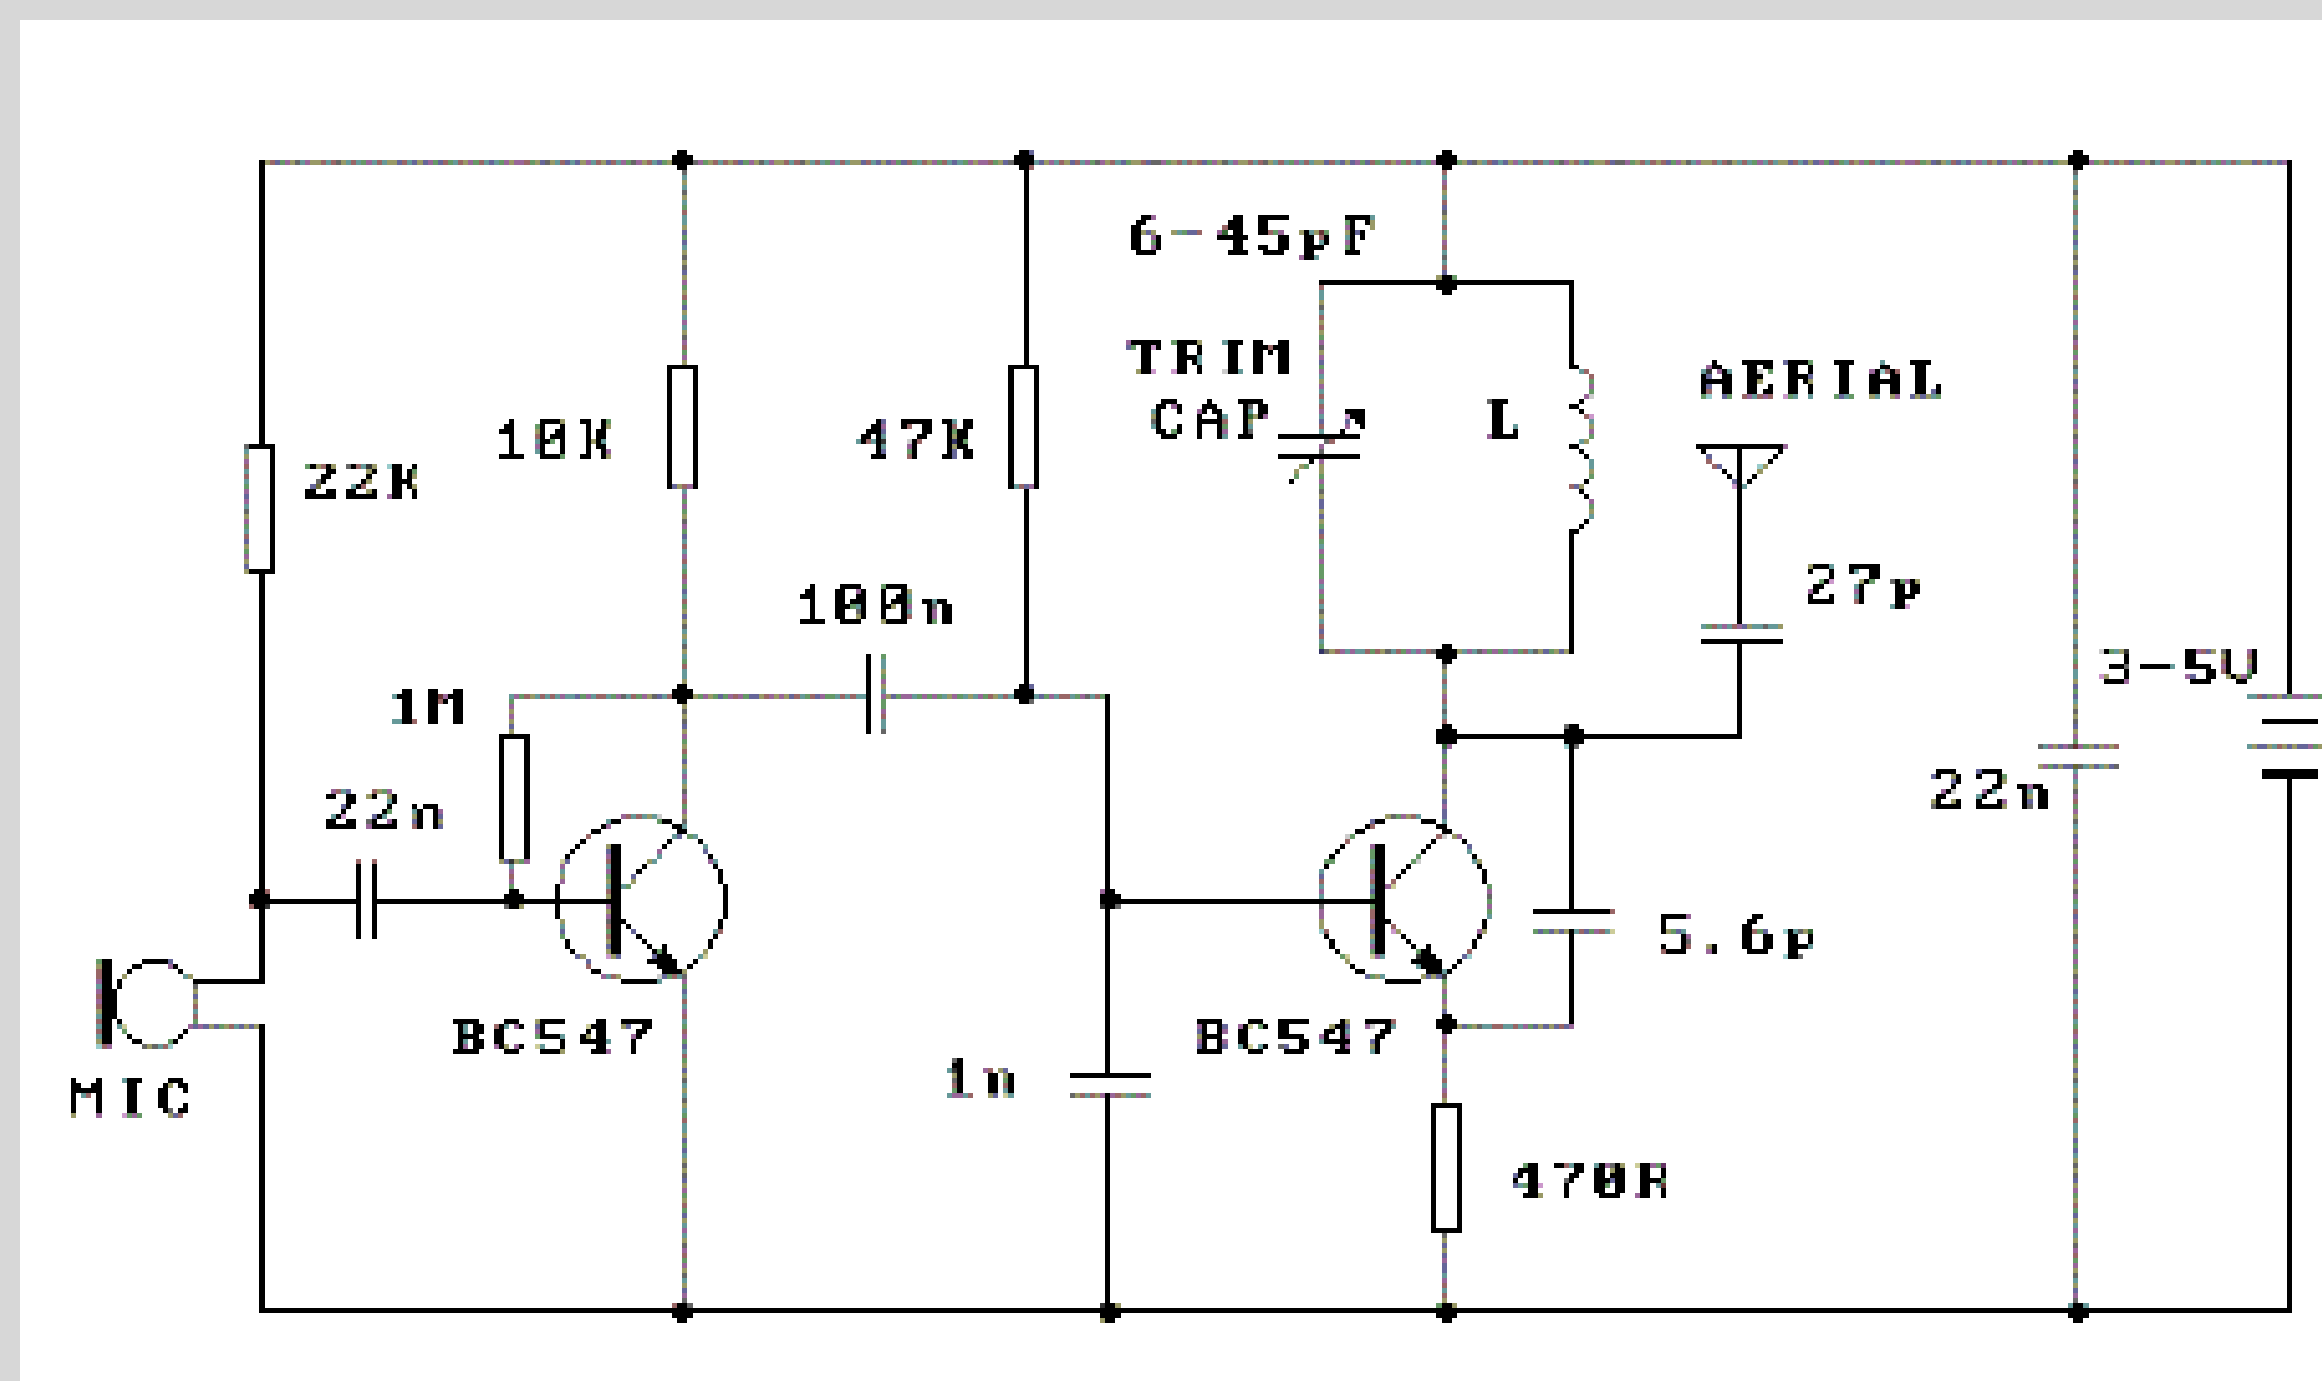 6-45pF
TRIM
CAP
L
AERIAL
10K
47K
22K
100n
27p
3-5V
1M
22n
22n
5.6p
BC547
BC547
1n
MIC
470R